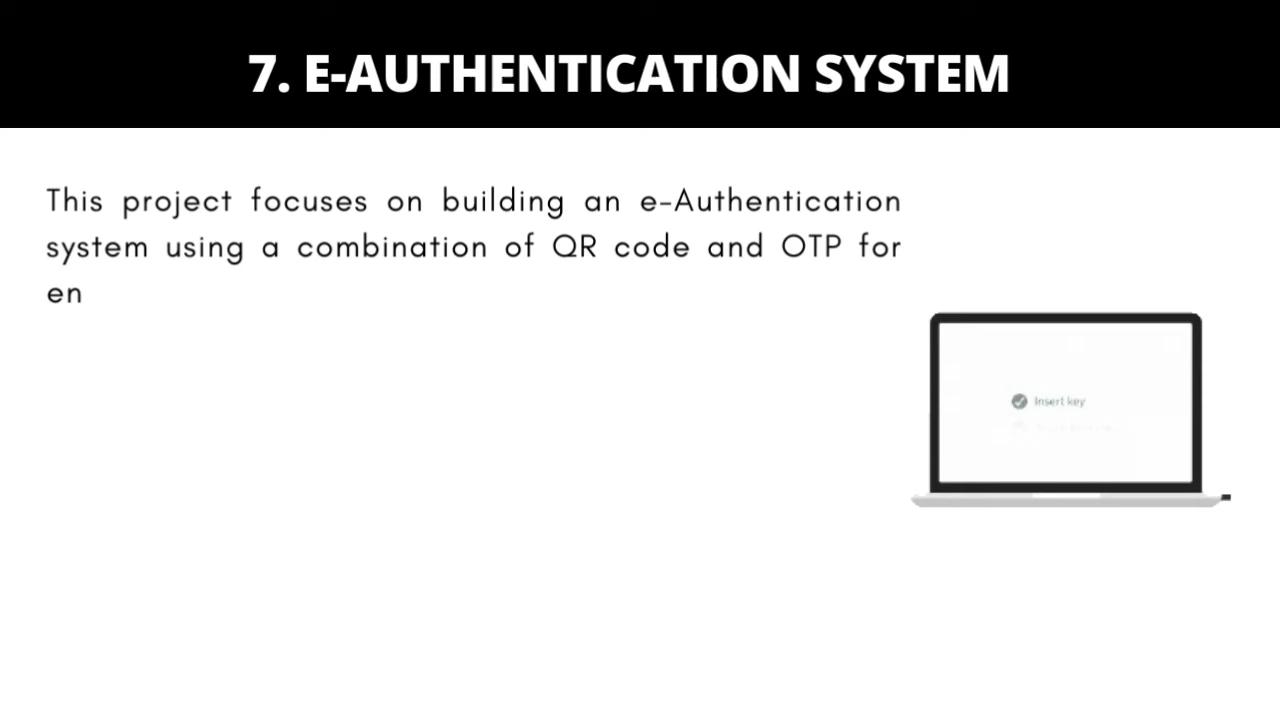 7. E-AUTHENTICATION SYSTEM
This project focuses on building an e-Authentication
system using a combination of QR code and OTP for
en
Insert key